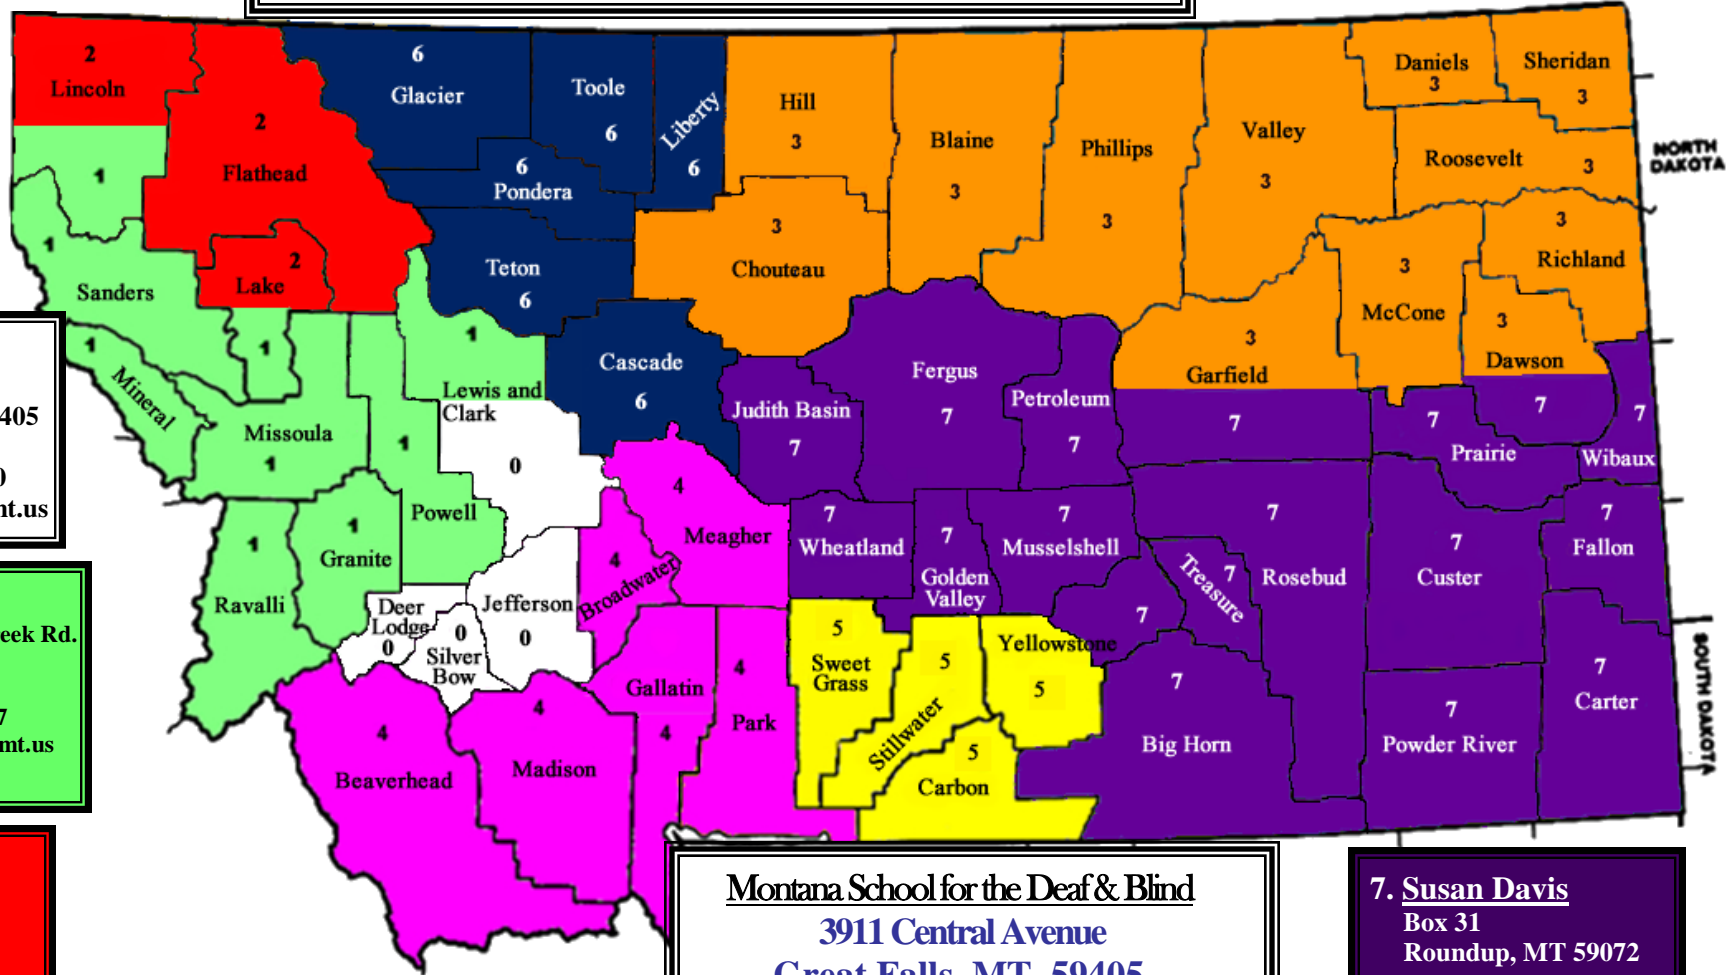 2
Lincoln
2
Flathead
2
Lake
6
Glacier
Toole
6
Liberty
6
6
Pondera
Teton
6
Cascade
6
Hill
3
Blaine
3
Phillips
3
Valley
3
Daniels
3
Sheridan
3
Roosevelt
3
3
Richland
3
Chouteau
3
McCone
3
Dawson
3
Garfield
NORTH
DAKOTA
1
1
Sanders
1
Mineral
1
1
Lewis and
Clark
0
Missoula
1
1
Powell
1
Granite
1
Ravalli
Deer
Lodge
0
0
Silver
Bow
Jefferson
0
4
Meagher
4
Broadwater
4
Beaverhead
4
Madison
Gallatin
4
4
Park
Judith Basin
7
Fergus
7
Petroleum
7
7
7
Prairie
7
7
Wibaux
7
Wheatland
7
Golden
Valley
7
Musselshell
7
7
Treasure
7
Rosebud
7
Custer
7
Fallon
7
Carter
7
Powder River
7
Big Horn
5
Sweet
Grass
5
Stillwater
Yellowstone
5
5
Carbon
SOUTH DAKOTA
405
0
nt.us
eek Rd.
7
mt.us
Montana School for the Deaf & Blind
3911 Central Avenue
Great Falls, MT 59405
7. Susan Davis
Box 31
Roundup, MT 59072